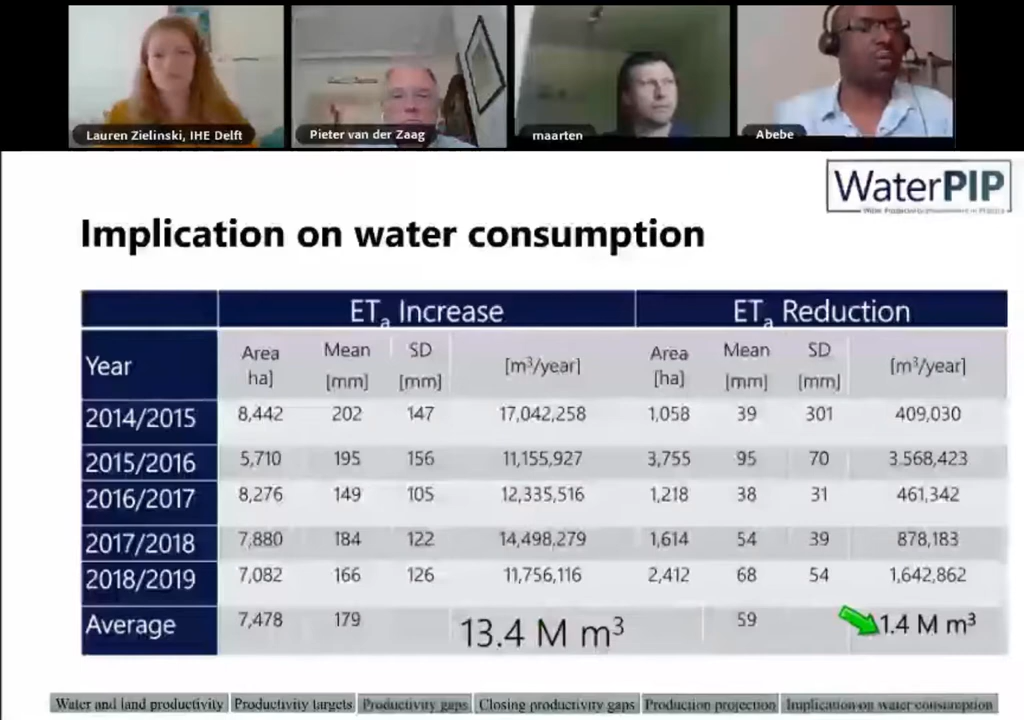 Lauren Zielinski, IHE Delft
Pieter van der Zaag
maarten
Abebe
WaterPIP
Implication on water consumption
ETa Increase ETa Reduction
Year Area ha] Mean [mm] SD [mm] [m³/year] Area [ha] Mean [mm] SD [mm] [m³/year]
2014/2015 8,442 202 147 17,042,258 1,058 39 301 409,030
2015/2016 5,710 195 156 11,155,927 3,755 95 70 3.568,423
2016/2017 8,276 149 105 12,335,516 1,218 38 31 461,342
2017/2018 7,880 184 122 14,498,279 1,614 54 39 878,183
2018/2019 7,082 166 126 11,756,116 2,412 68 54 1,642,862
Average 7,478 179 13.4 M m³ 59 1.4 M m³
Water and land productivity Productivity targets Productivity gaps Closing productivity gaps Production projection Implication on water consumption